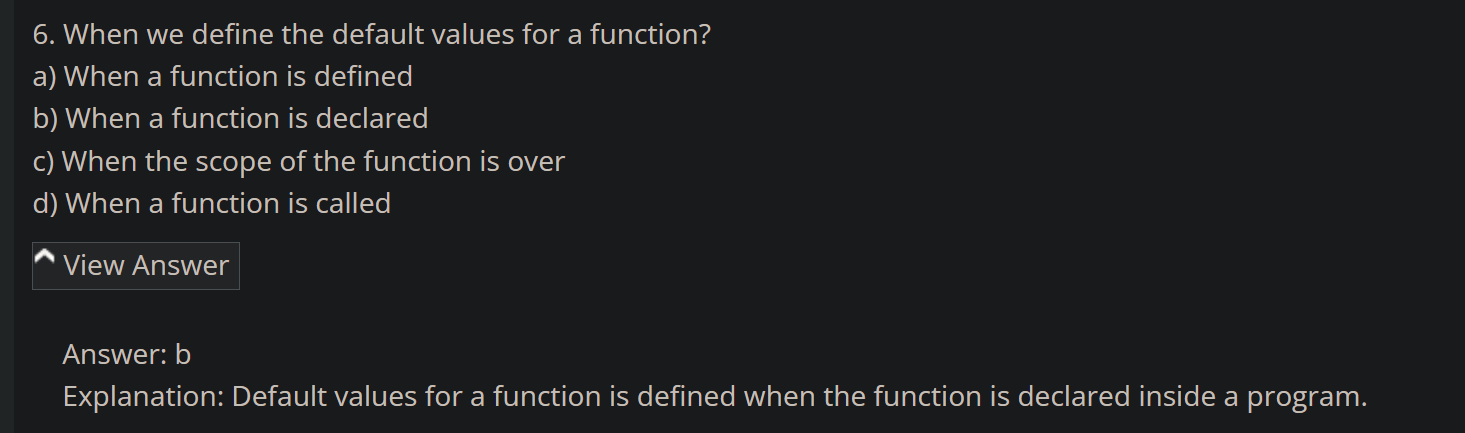 6. When we define the default values for a function?
a) When a function is defined
b) When a function is declared
c) When the scope of the function is over
d) When a function is called
View Answer
Answer: b
Explanation: Default values for a function is defined when the function is declared inside a program.